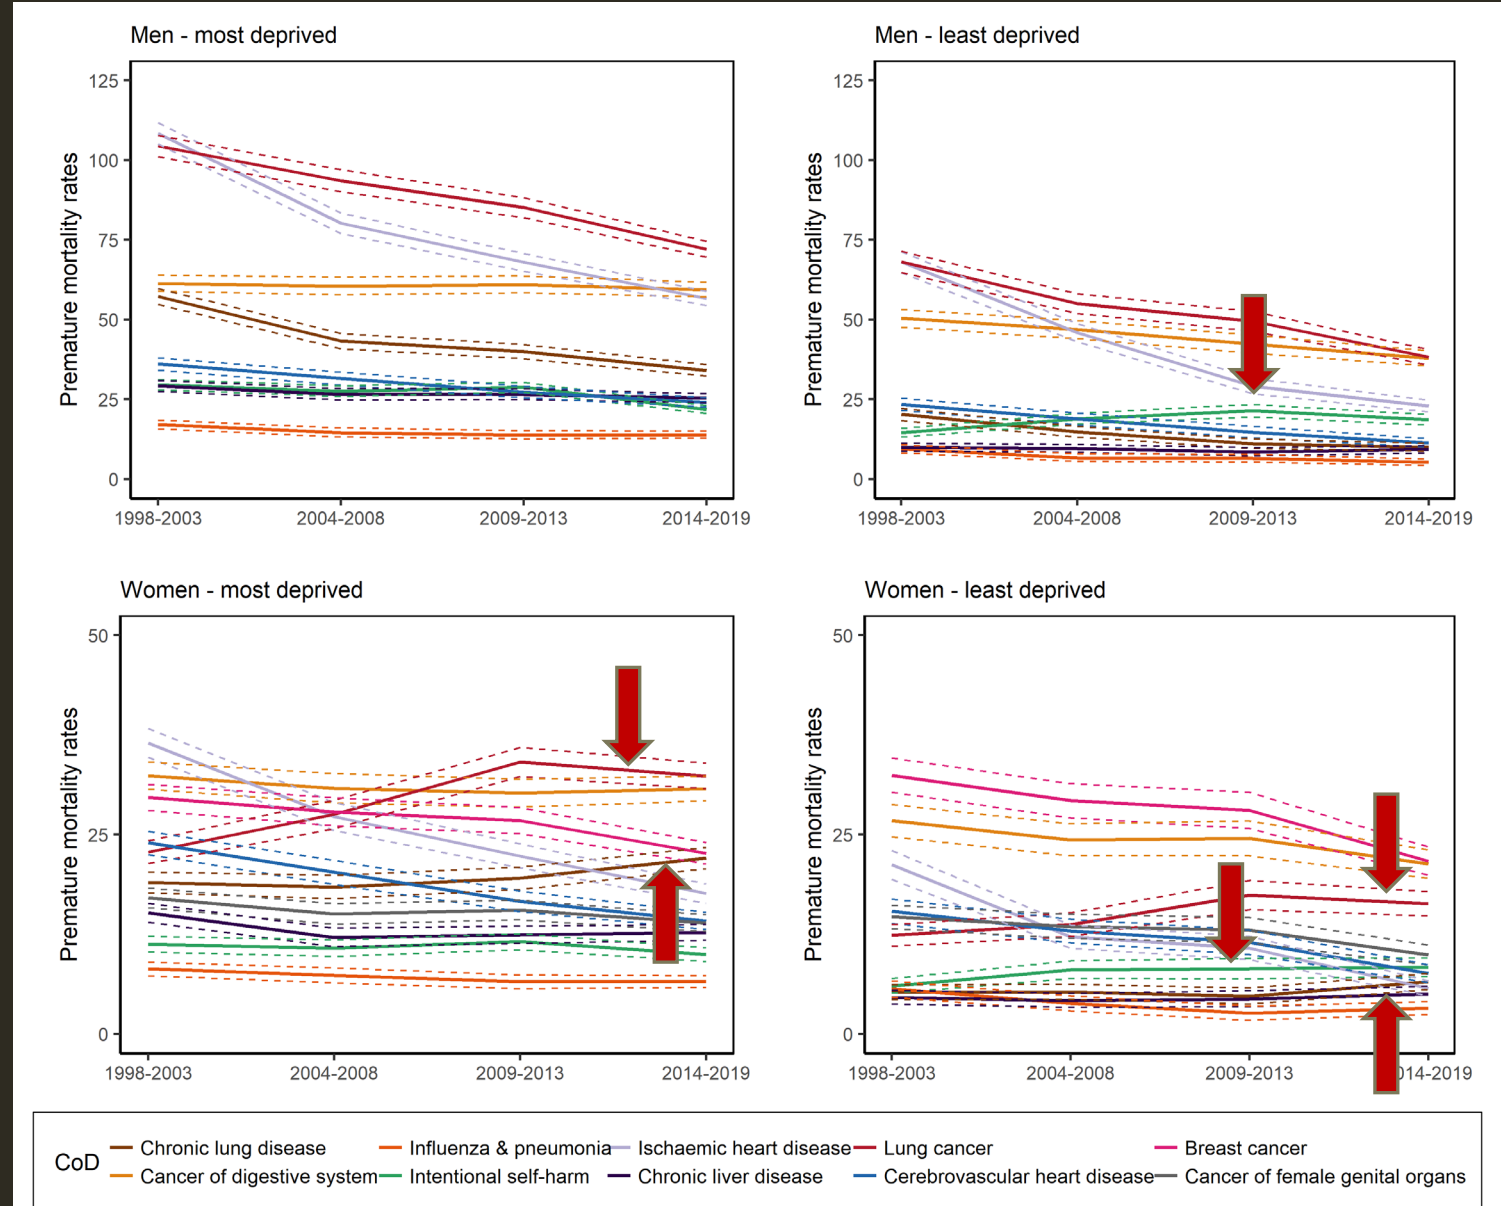 Men - most deprived
Premature mortality rates
125
100
75
50
25
0
1998-2003 2004-2008 2009-2013 2014-2019
Men - least deprived
Premature mortality rates
125
100
75
50
25
0
1998-2003 2004-2008 2009-2013 2014-2019
Women - most deprived
Premature mortality rates
50
25
0
1998-2003 2004-2008 2009-2013 2014-2019
Women - least deprived
Premature mortality rates
50
25
0
1998-2003 2004-2008 2009-2013 014-2019
CoD
Chronic lung disease Influenza & pneumonia Ischaemic heart disease Lung cancer Breast cancer
Cancer of digestive system Intentional self-harm Chronic liver disease Cerebrovascular heart disease Cancer of female genital organs